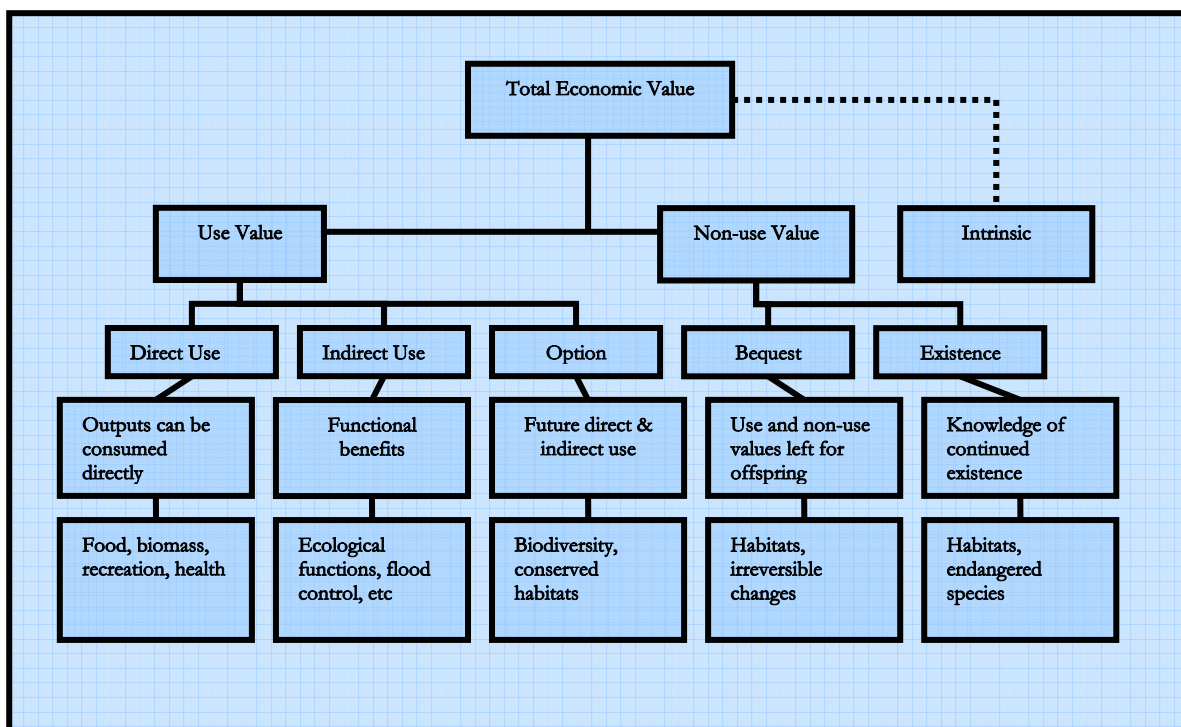 Total Economic Value
Use Value
Non-use Value
Intrinsic
Direct Use
Indirect Use
Option
Bequest
Existence
Outputs can be
consumed
directly
Functional
benefits
Future direct &
indirect use
Use and non-use
values left for
offspring
Knowledge of
continued
existence
Food, biomass,
recreation, health
Ecological
functions, flood
control, etc
Biodiversity,
conserved
habitats
Habitats,
irreversible
changes
Habitats,
endangered
species